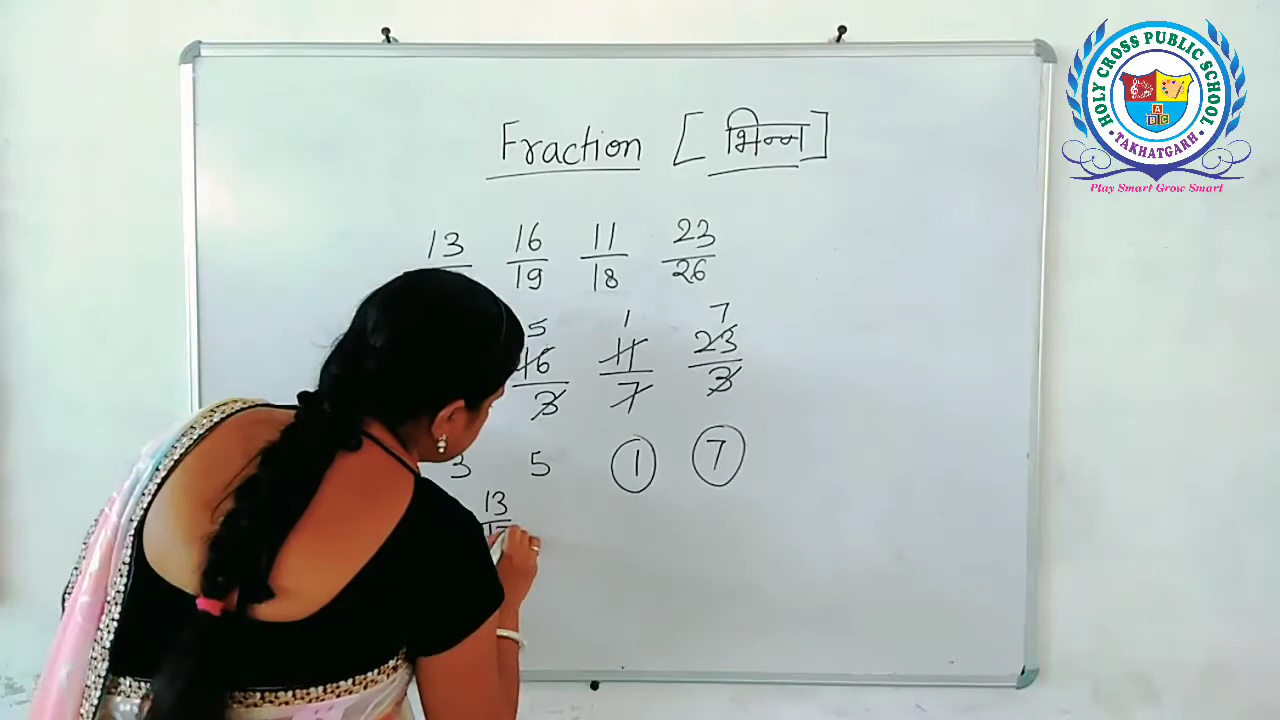 HOLY CROSS PUBLIC SCHOOL
TAKHATGARH
A
B C
Play Smart Grow Smart
Fraction [ भिन्न ]
13 16 11 23
19 18 26
5 1 7
16 11 23
3 7 3
3 5 1 7
13